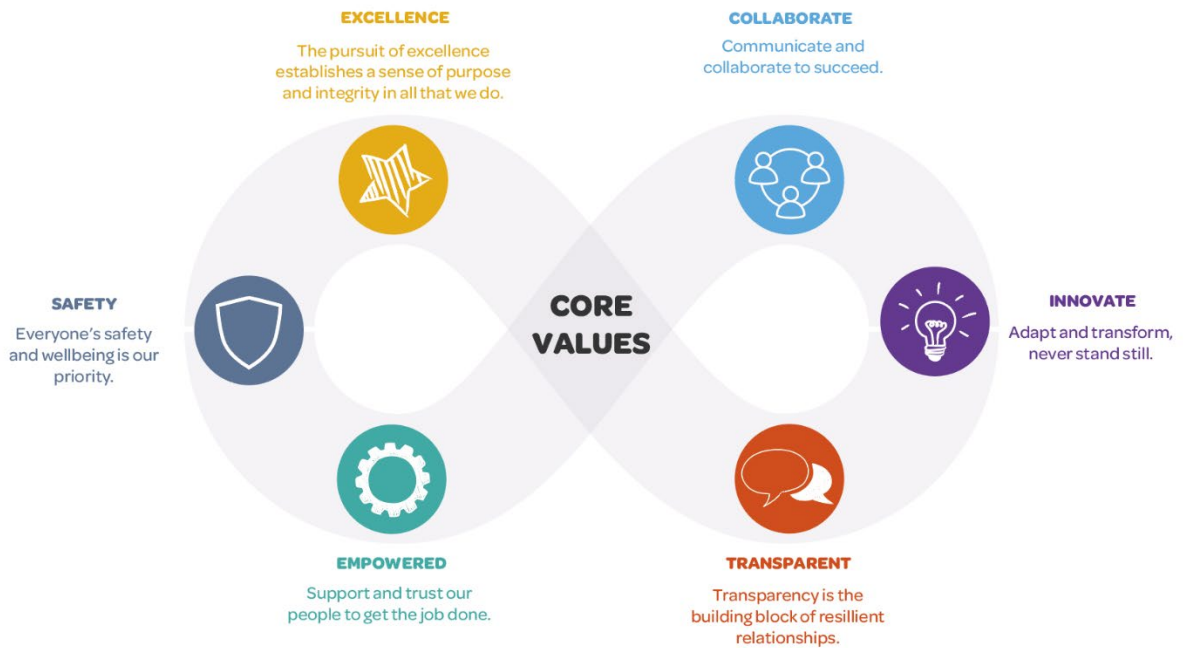 EXCELLENCE
The pursuit of excellence
establishes a sense of purpose
and integrity in all that we do.
COLLABORATE
Communicate and
collaborate to succeed.
SAFETY
Everyone's safety
and wellbeing is our
priority.
CORE
VALUES
INNOVATE
Adapt and transform,
never stand still.
EMPOWERED
Support and trust our
people to get the job done.
TRANSPARENT
Transparency is the
building block of resillient
relationships.